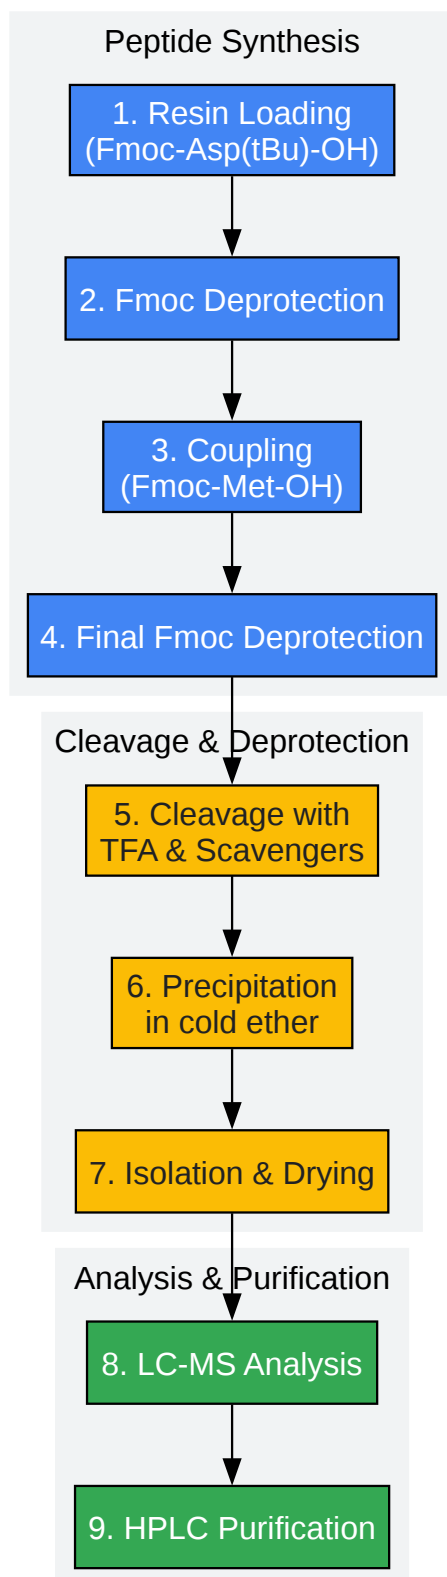 Peptide Synthesis
1. Resin Loading
(Fmoc-Asp(tBu)-OH)
2. Fmoc Deprotection
3. Coupling
(Fmoc-Met-OH)
4. Final Fmoc Deprotection
Cleavage & Deprotection
5. Cleavage with
TFA & Scavengers
6. Precipitation
in cold ether
7. Isolation & Drying
Analysis & Purification
8. LC-MS Analysis
9. HPLC Purification